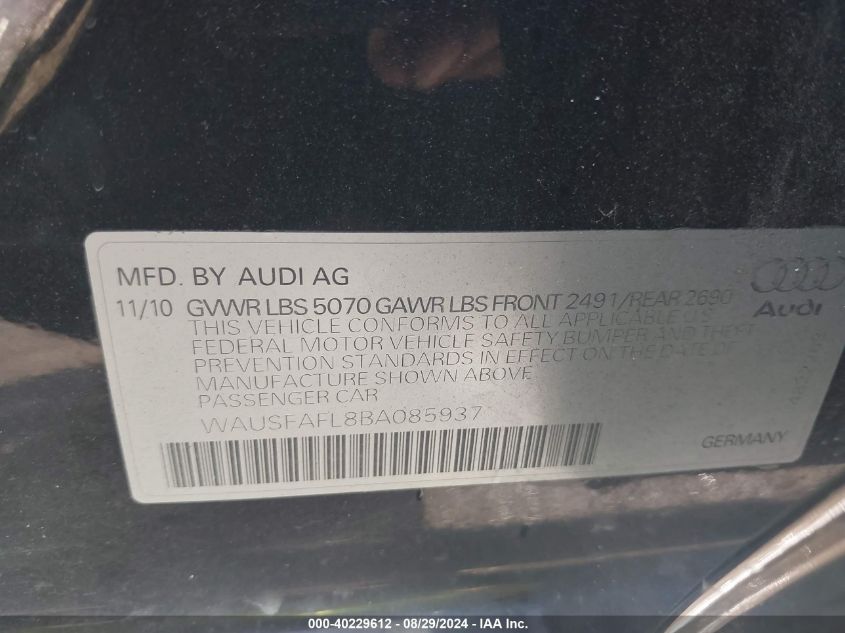 MFD. BY AUDI AG
11/10 GVWR LBS 5070 GAWR LBS FRONT 2491/REAR 2690
THIS VEHICLE CONFORMS TO ALL APPLICABLE U.S.
FEDERAL MOTOR VEHICLE SAFETY BUMPER AND THEFT
PREVENTION STANDARDS IN EFFECT ON THE DATE OF
MANUFACTURE SHOWN ABOVE
PASSENGER CAR
WAUSFAFL8BA085937
Audi
GERMANY
000-40229612 - 08/29/2024 - IAA Inc.